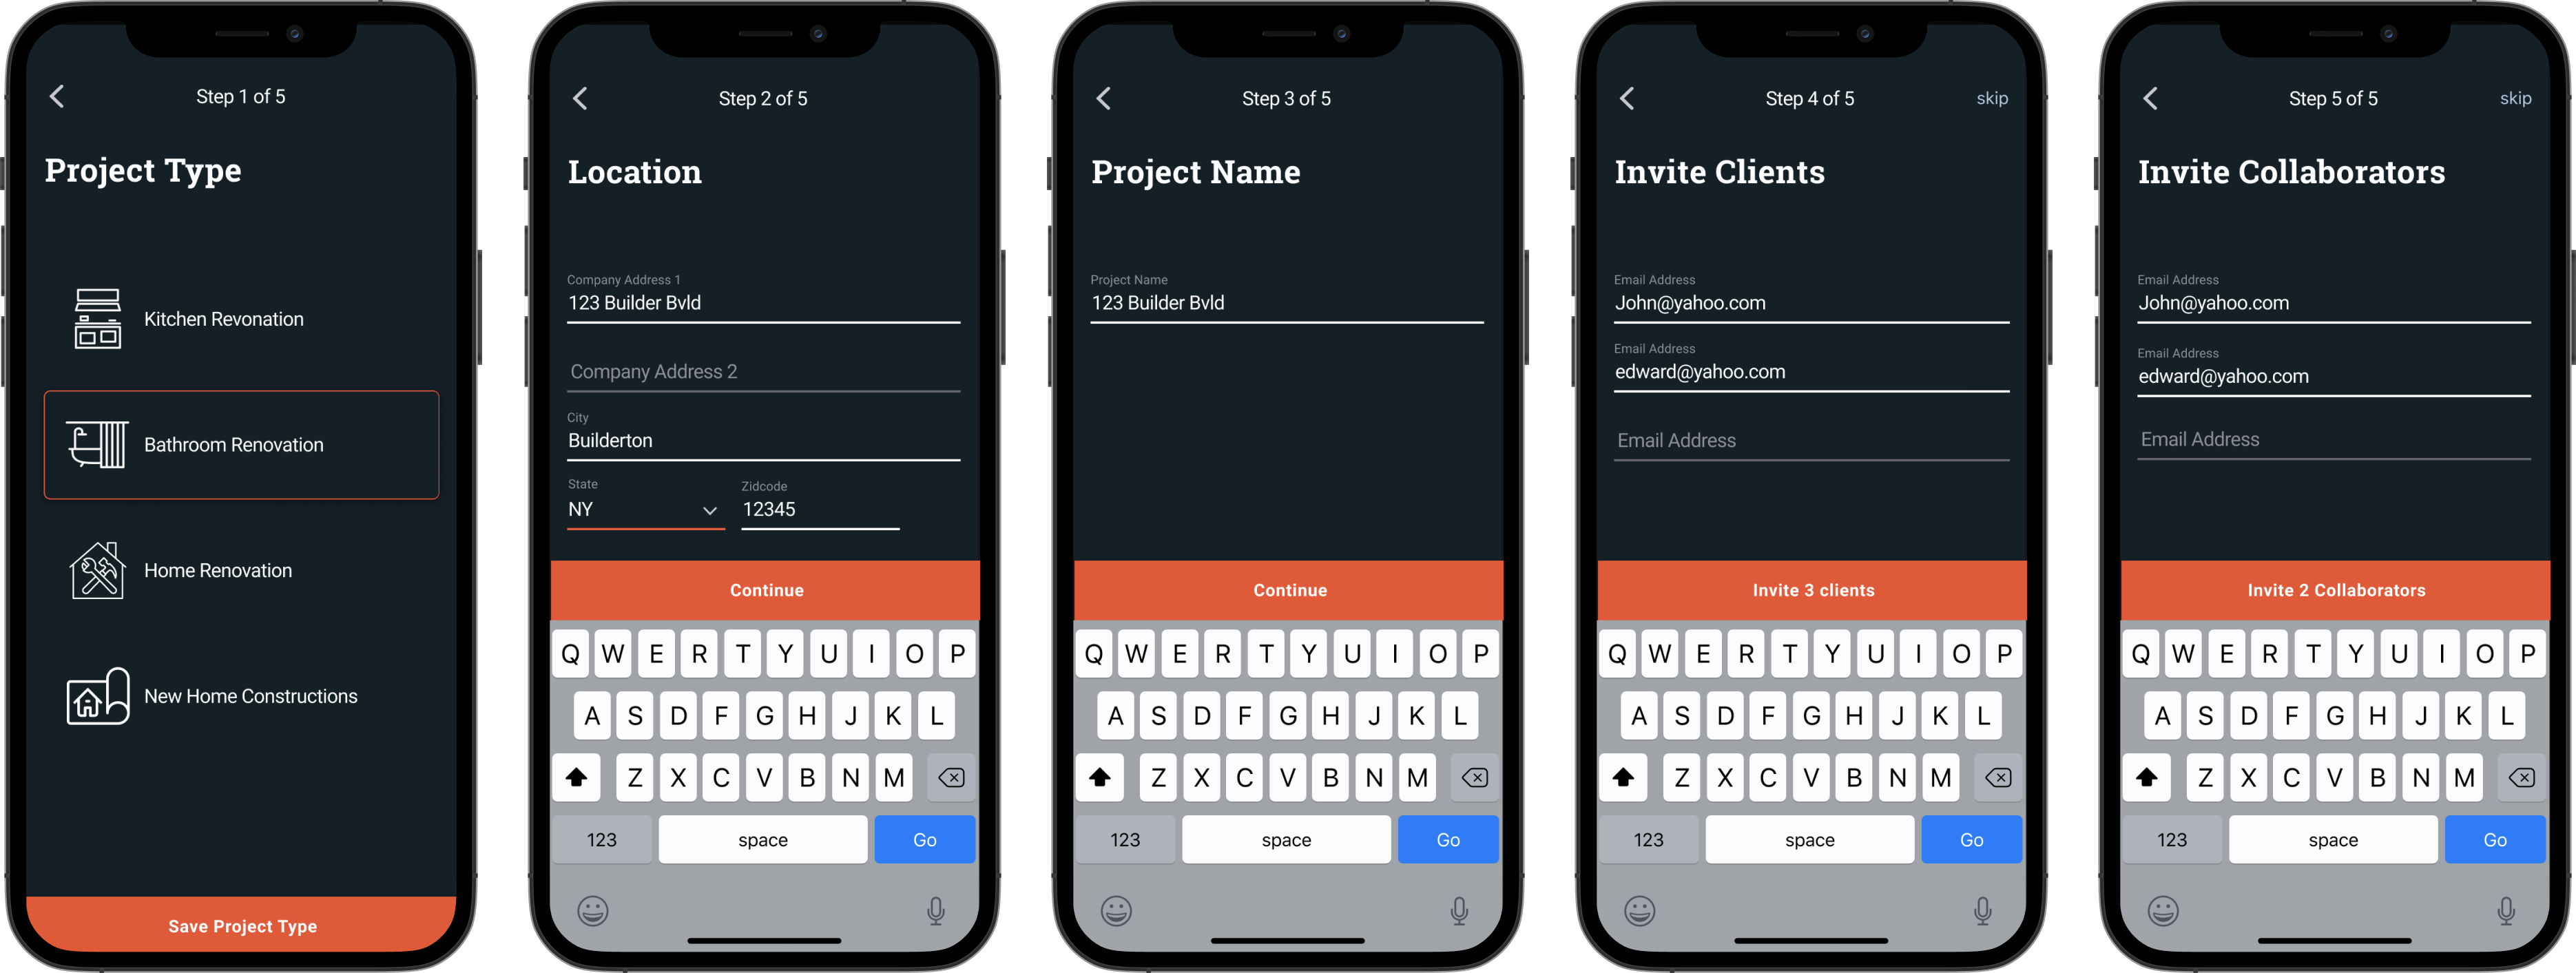 Step 1 of 5
Project Type
Kitchen Revonation
Bathroom Renovation
Home Renovation
New Home Constructions
Save Project Type
Step 2 of 5
Location
Company Address 1
123 Builder Bvld
Company Address 2
City
Builderton
State
Zidcode
NY
12345
Continue
Q W E R T Y U I O P
A S D F G H J K L
Z X C V B N M
123 space Go
Step 3 of 5
Project Name
Project Name
123 Builder Bvld
Continue
Q W E R T Y U I O P
A S D F G H J K L
Z X C V B N M
123 space Go
Step 4 of 5 skip
Invite Clients
Email Address
John@yahoo.com
Email Address
edward@yahoo.com
Email Address
Invite 3 clients
Q W E R T Y U I O P
A S D F G H J K L
Z X C V B N M
123 space Go
Step 5 of 5 skip
Invite Collaborators
Email Address
John@yahoo.com
Email Address
edward@yahoo.com
Email Address
Invite 2 Collaborators
Q W E R T Y U I O P
A S D F G H J K L
Z X C V B N M
123 space Go